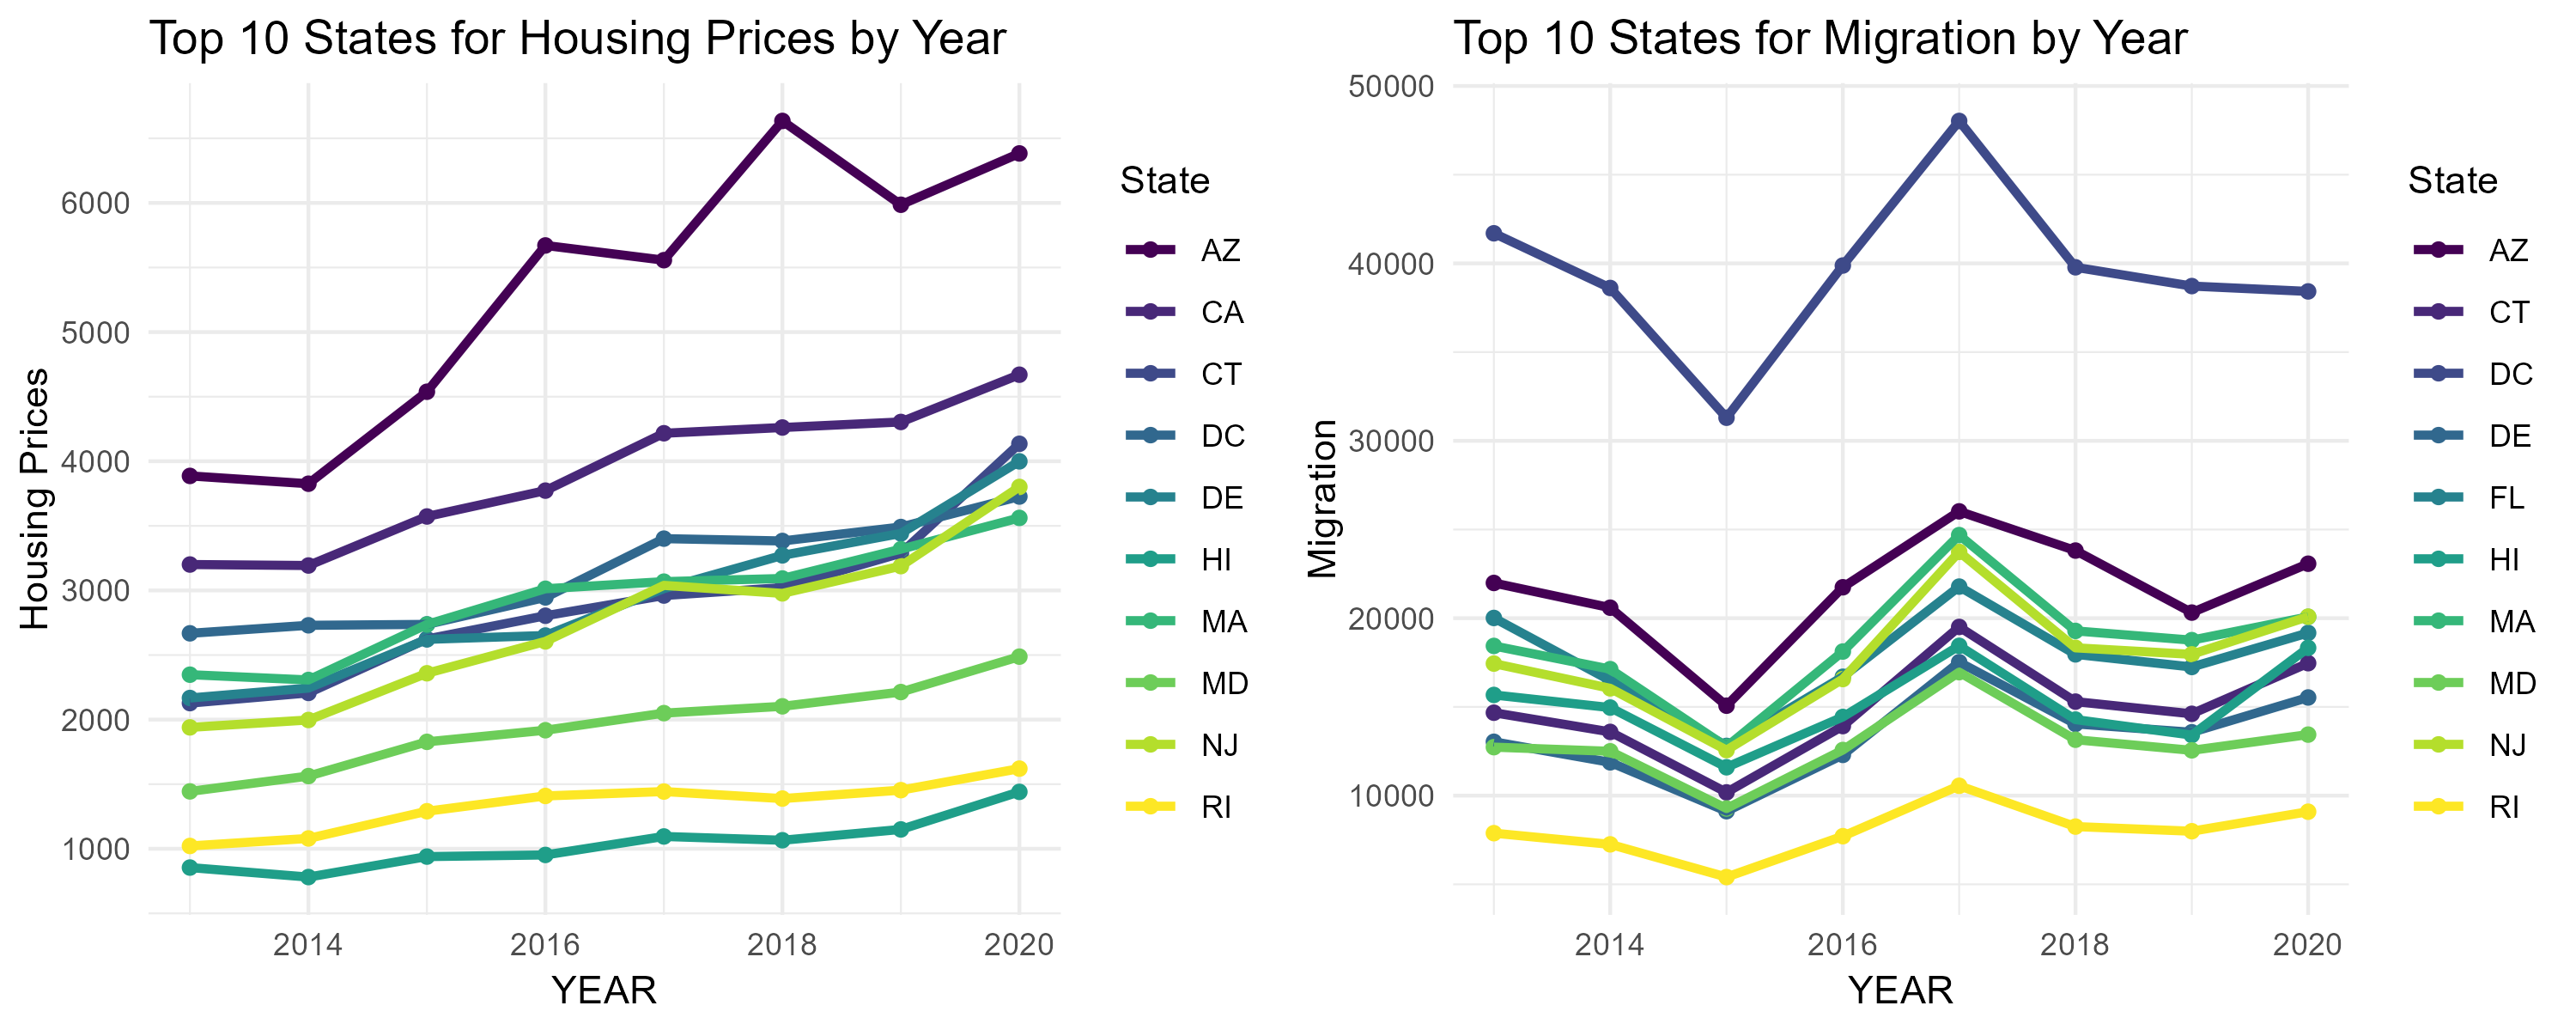 Top 10 States for Housing Prices by Year
Housing Prices
6000
5000
4000
3000
2000
1000
2014
2016
2018
2020
YEAR
State
AZ
CA
CT
DC
DE
HI
MA
MD
NJ
RI
Top 10 States for Migration by Year
Migration
50000
40000
30000
20000
10000
2014
2016
2018
2020
YEAR
State
AZ
CT
DC
DE
FL
HI
MA
MD
NJ
RI